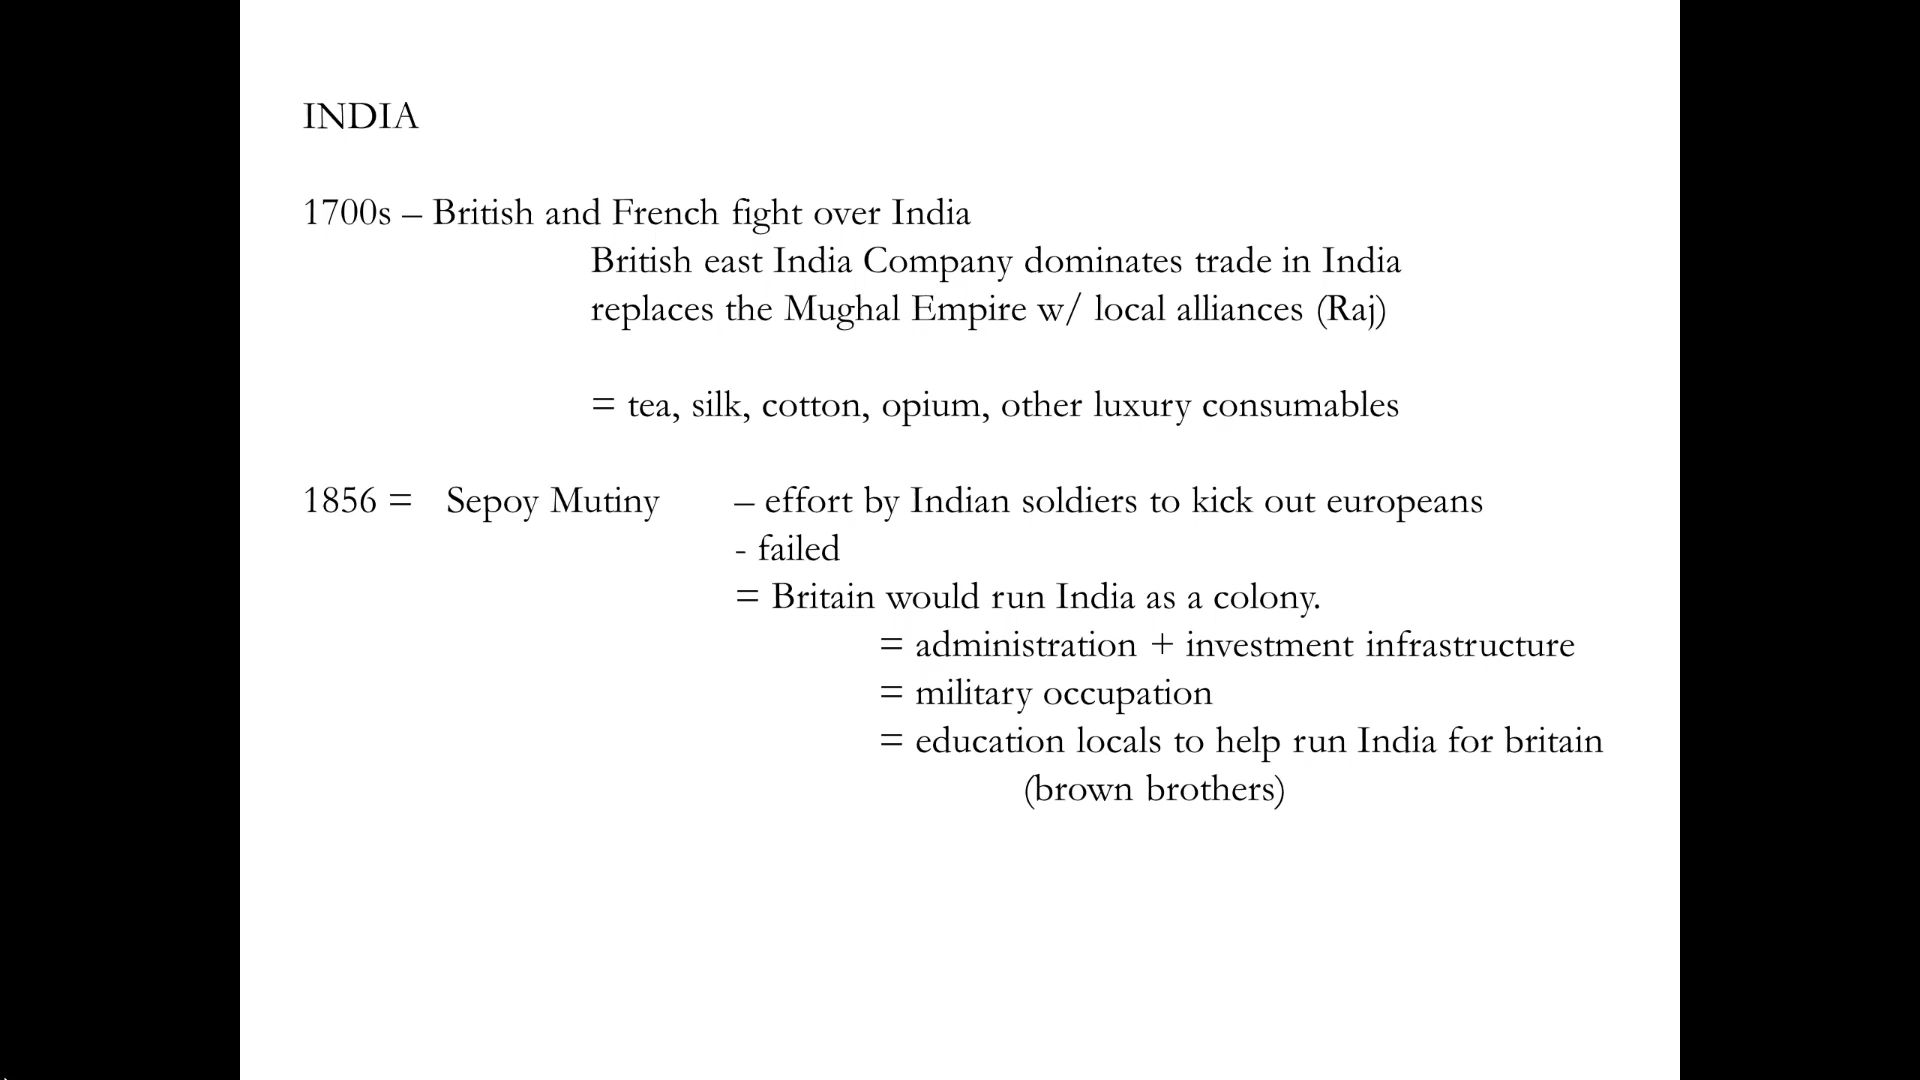 INDIA
1700s – British and French fight over India
British east India Company dominates trade in India
replaces the Mughal Empire w/ local alliances (Raj)
= tea, silk, cotton, opium, other luxury consumables
1856 = Sepoy Mutiny – effort by Indian soldiers to kick out europeans
- failed
= Britain would run India as a colony.
= administration + investment infrastructure
= military occupation
= education locals to help run India for britain
(brown brothers)